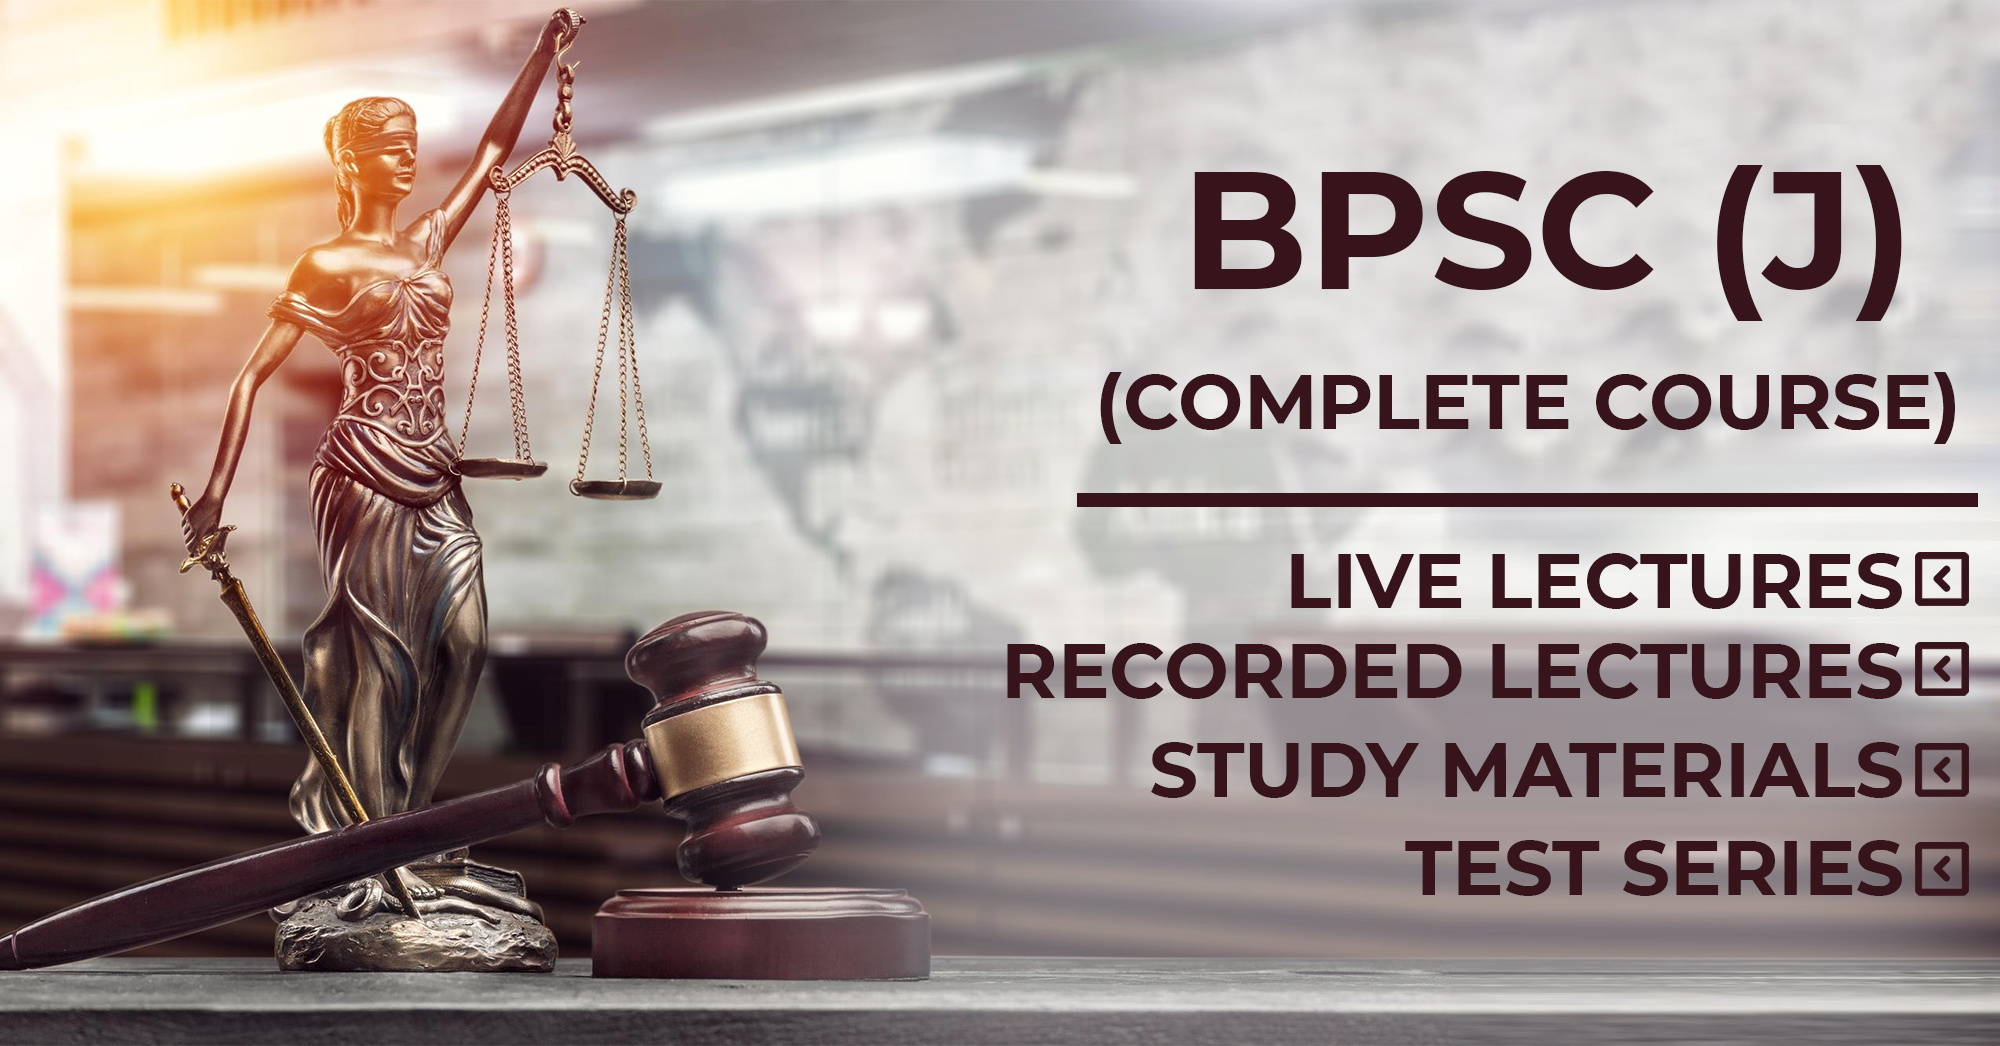 BPSC (J)
(COMPLETE COURSE)
LIVE LECTURES
RECORDED LECTURES
STUDY MATERIALS
TEST SERIES